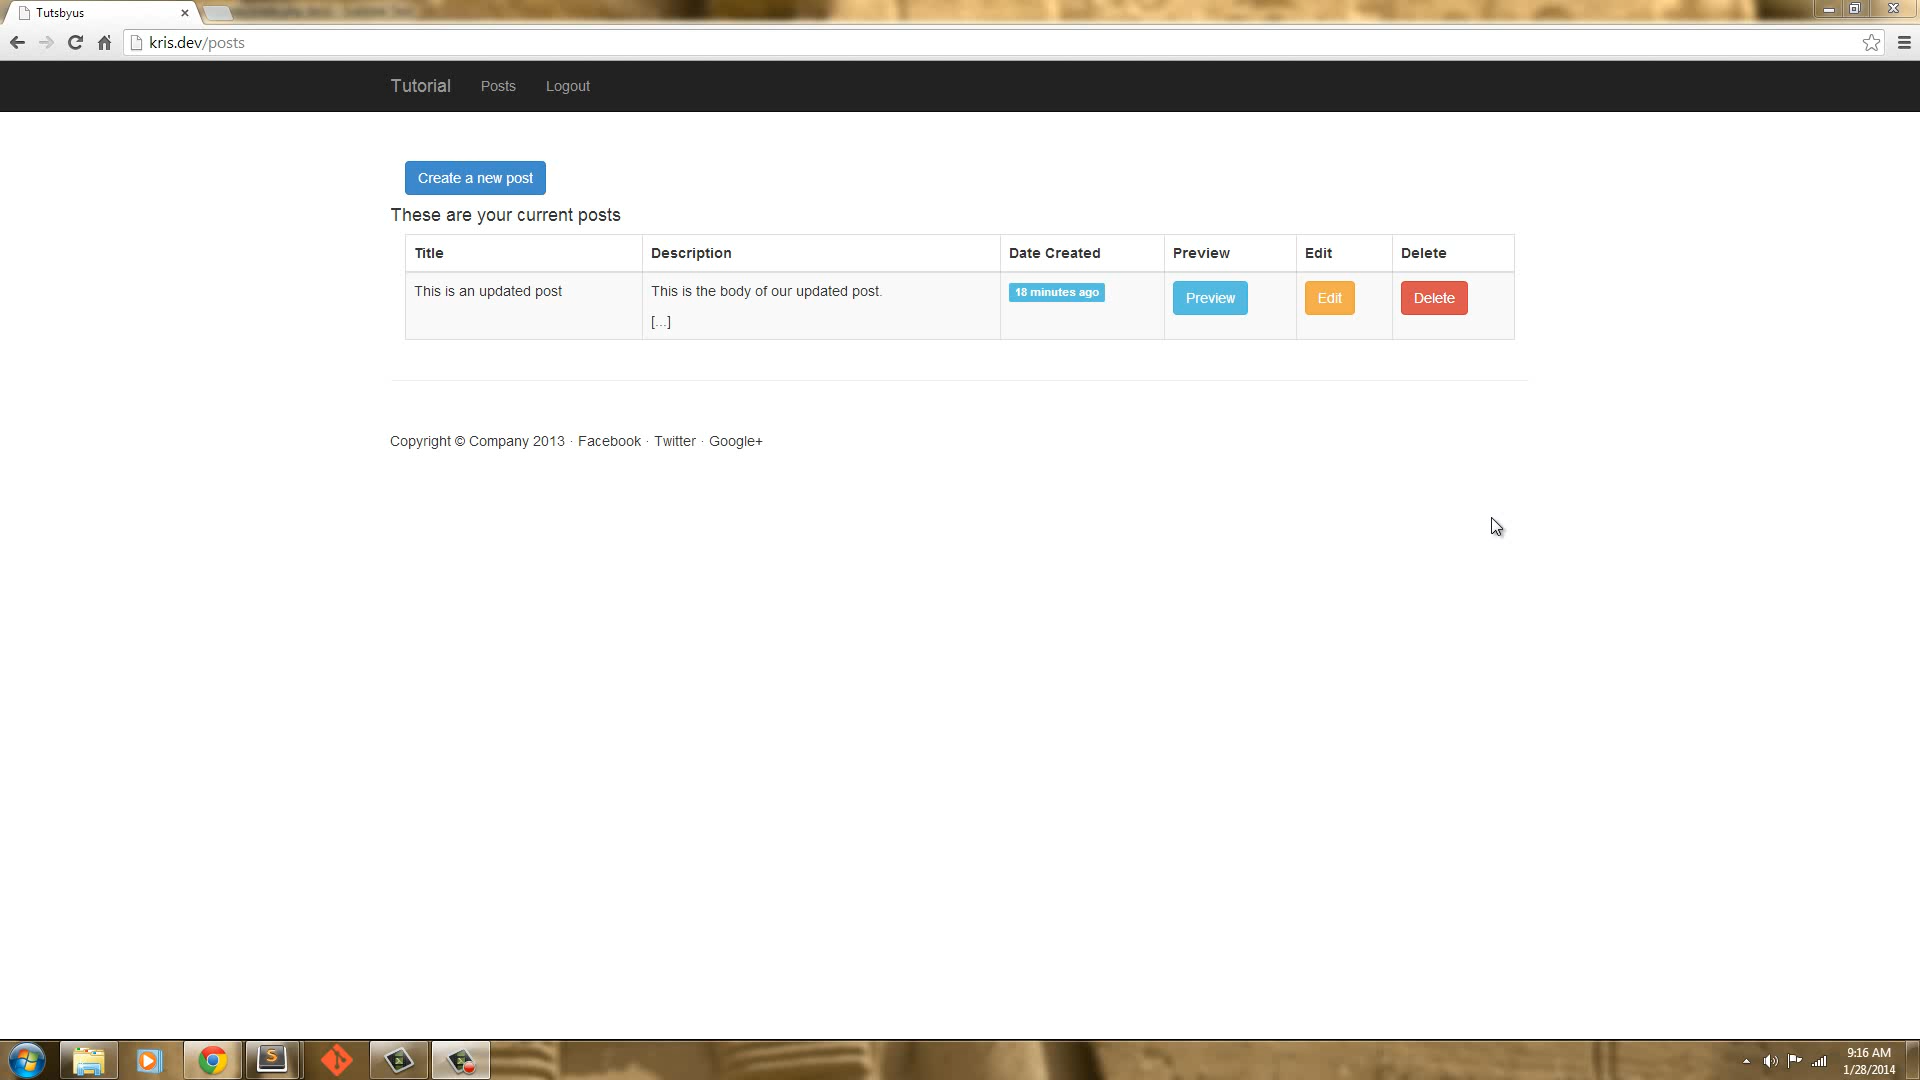 Tutsbyus
kris.dev/posts
Tutorial Posts Logout
Create a new post
These are your current posts
Title Description Date Created Preview Edit Delete
This is an updated post This is the body of our updated post. 18 minutes ago Preview Edit Delete
[...]
Copyright © Company 2013 · Facebook · Twitter · Google+
9:16 AM
1/28/2014